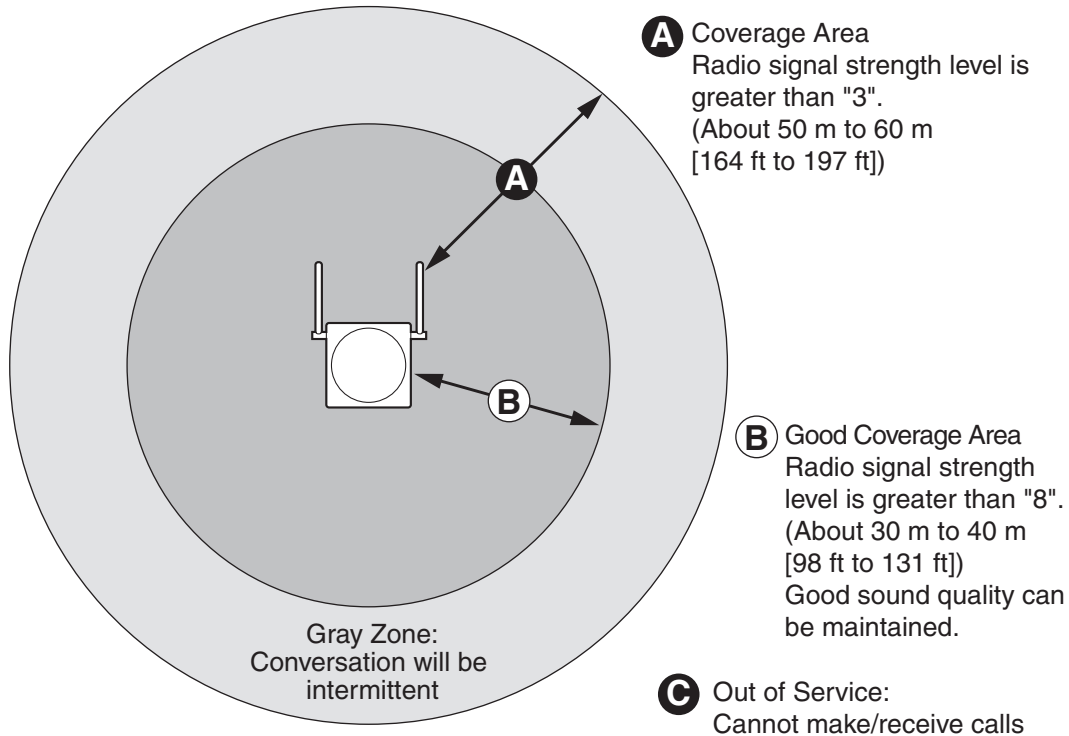 A Coverage Area
Radio signal strength level is
greater than "3".
(About 50 m to 60 m
[164 ft to 197 ft])
A
B
B Good Coverage Area
Radio signal strength
level is greater than "8".
(About 30 m to 40 m
[98 ft to 131 ft])
Good sound quality can
be maintained.
Gray Zone:
Conversation will be
intermittent
C Out of Service:
Cannot make/receive calls